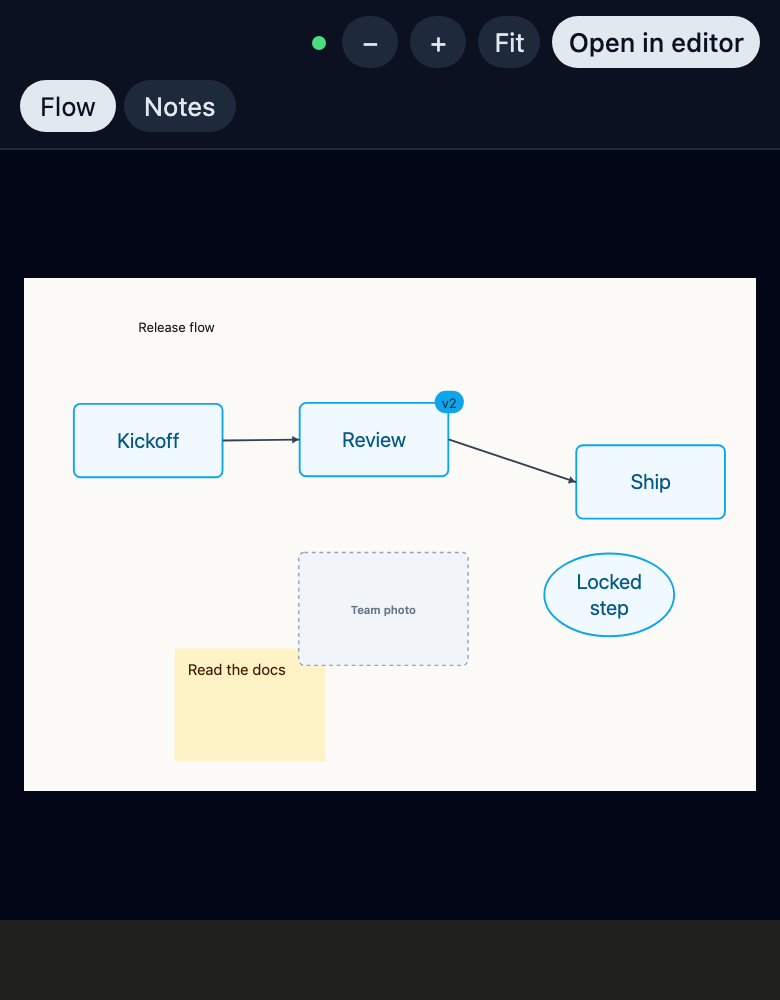 − + Fit Open in editor
Flow Notes
Release flow
v2
Kickoff
Review
Ship
Locked
step
Team photo
Read the docs